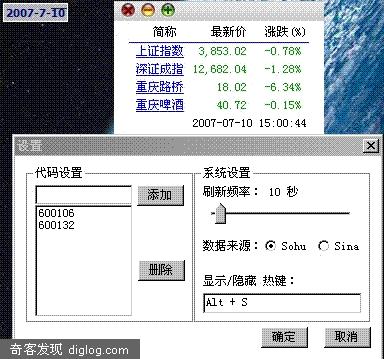 2007-7-10
简称 最新价 涨跌(%)
上证指数 3,853.02 -0.78%
深证成指 12,682.04 -1.28%
重庆路桥 18.02 -6.34%
重庆啤酒 40.72 -0.15%
2007-07-10 15:00:44
设置
代码设置
添加
600106
600132
删除
系统设置
刷新频率： 10 秒
数据来源： Sohu Sina
显示/隐藏 热键：
Alt + S
确定 取消
奇客发现 diglog.com